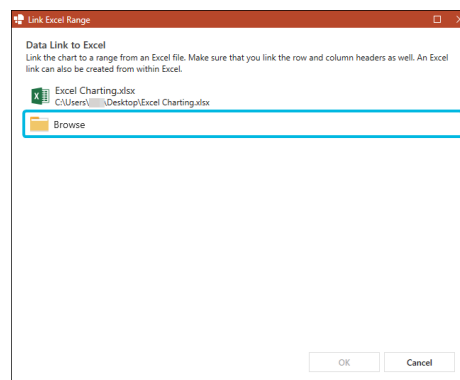 Link Excel Range
Data Link to Excel
Link the chart to a range from an Excel file. Make sure that you link the row and column headers as well. An Excel
link can also be created from within Excel.
Excel Charting.xlsx
C:\Users\ \Desktop\Excel Charting.xlsx
Browse
OK
Cancel